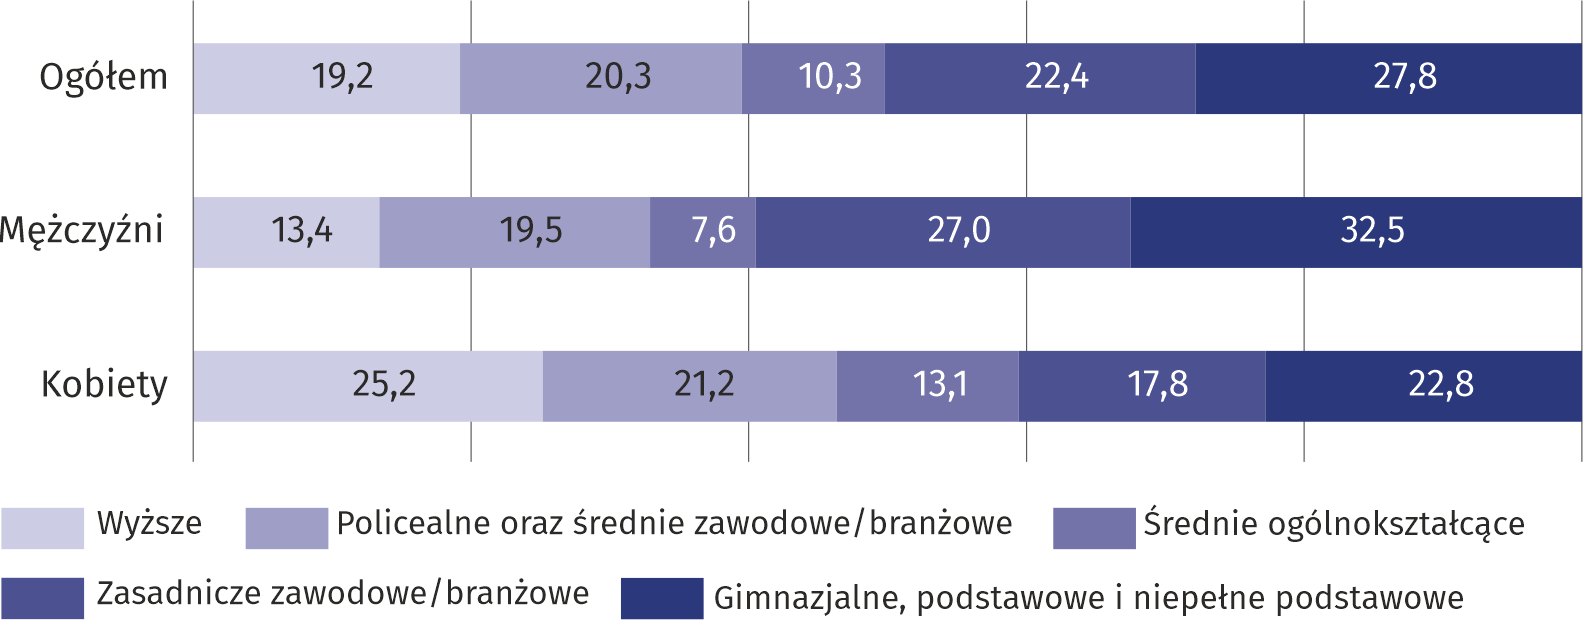 Ogółem 19,2 20,3 10,3 22,4 27,8
Mężczyźni 13,4 19,5 7,6 27,0 32,5
Kobiety 25,2 21,2 13,1 17,8 22,8
Wyższe Policealne oraz średnie zawodowe/branżowe Średnie ogólnokształcące
Zasadnicze zawodowe/branżowe Gimnazjalne, podstawowe i niepełne podstawowe